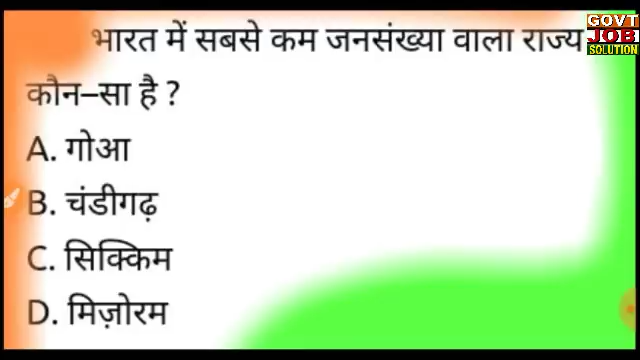 भारत में सबसे कम जनसंख्या वाला राज्य
कौन–सा है ?
A. गोआ
B. चंडीगढ़
C. सिक्किम
D. मिज़ोरम
GOVT
JOB
SOLUTION